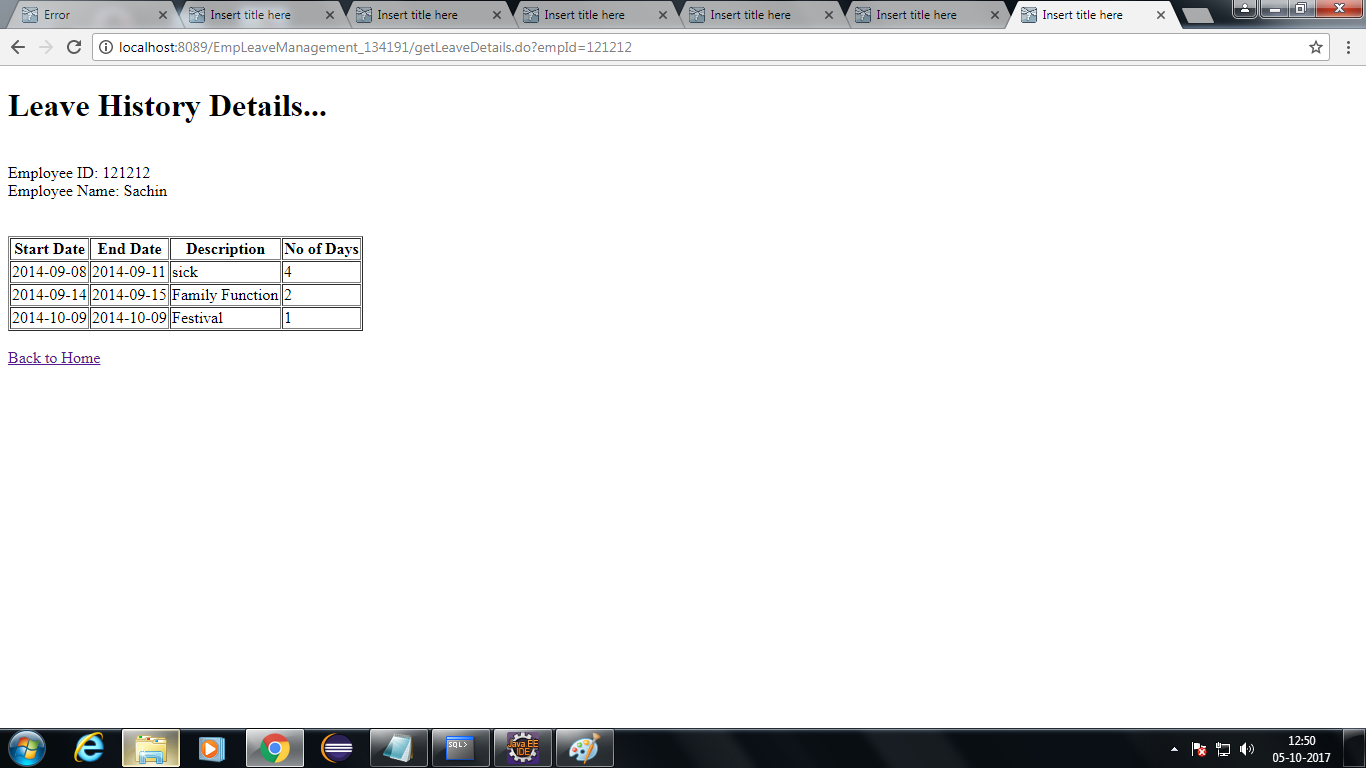 Error Insert title here Insert title here Insert title here Insert title here Insert title here Insert title here
localhost:8089/EmpLeaveManagement_134191/getLeaveDetails.do?empId=121212
Leave History Details...
Employee ID: 121212
Employee Name: Sachin
Start Date End Date Description No of Days
2014-09-08 2014-09-11 sick 4
2014-09-14 2014-09-15 Family Function 2
2014-10-09 2014-10-09 Festival 1
Back to Home
SQL>
Java EE
IDE
12:50
05-10-2017